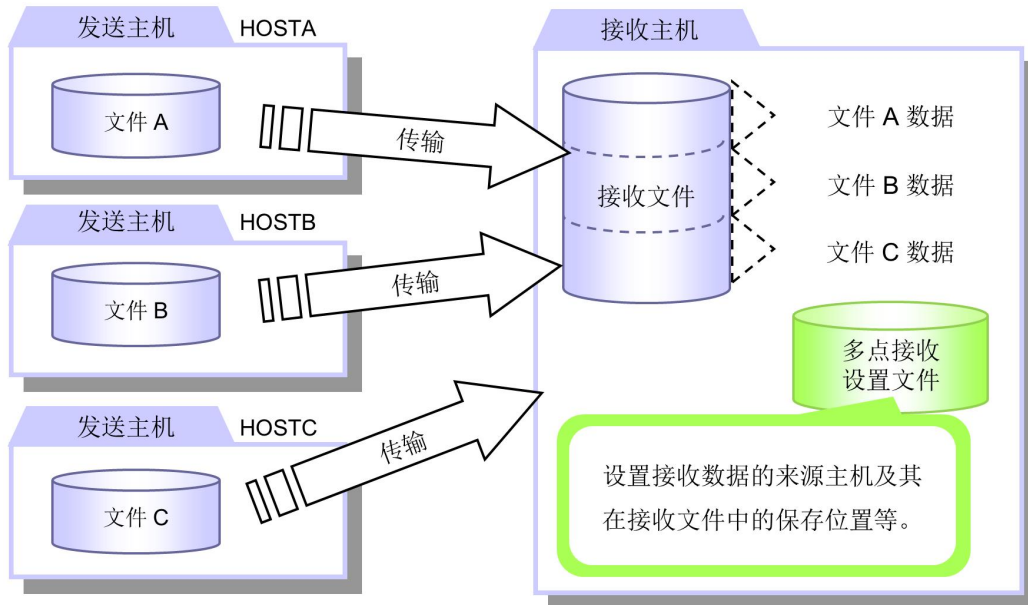 发送主机
HOSTA
文件 A
传输
发送主机
HOSTB
文件 B
传输
发送主机
HOSTC
文件 C
传输
接收主机
接收文件
文件 A 数据
文件 B 数据
文件 C 数据
多点接收
设置文件
设置接收数据的来源主机及其
在接收文件中的保存位置等。